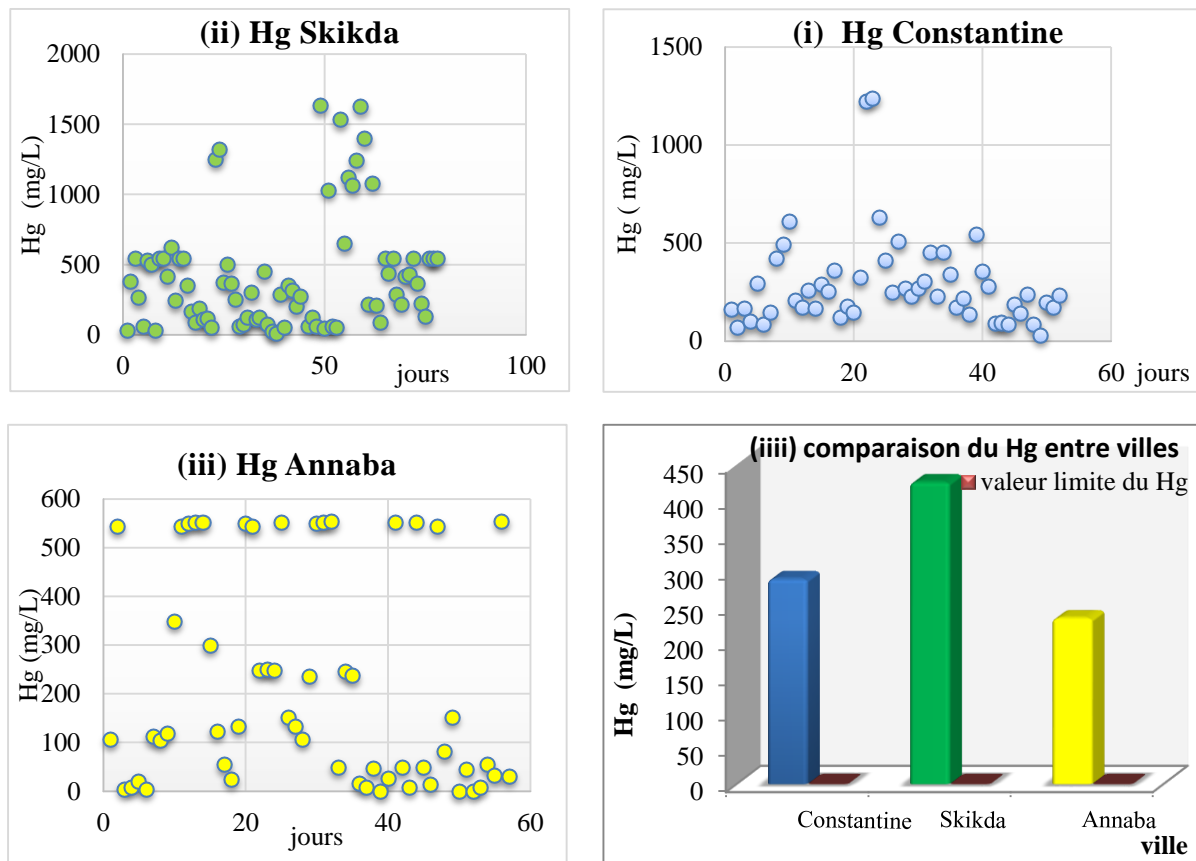 (ii) Hg Skikda
Hg (mg/L)
2000
1500
1000
500
0
0 50 100
jours
(i) Hg Constantine
Hg ( mg/L)
1500
1000
500
0
0 20 40 60 jours
(iii) Hg Annaba
Hg (mg/L)
600
500
400
300
200
100
0
0 20 40 60
jours
(iiii) comparaison du Hg entre villes
valeur limite du Hg
Hg (mg/L)
450
400
350
300
250
200
150
100
50
0
Constantine Skikda Annaba
ville